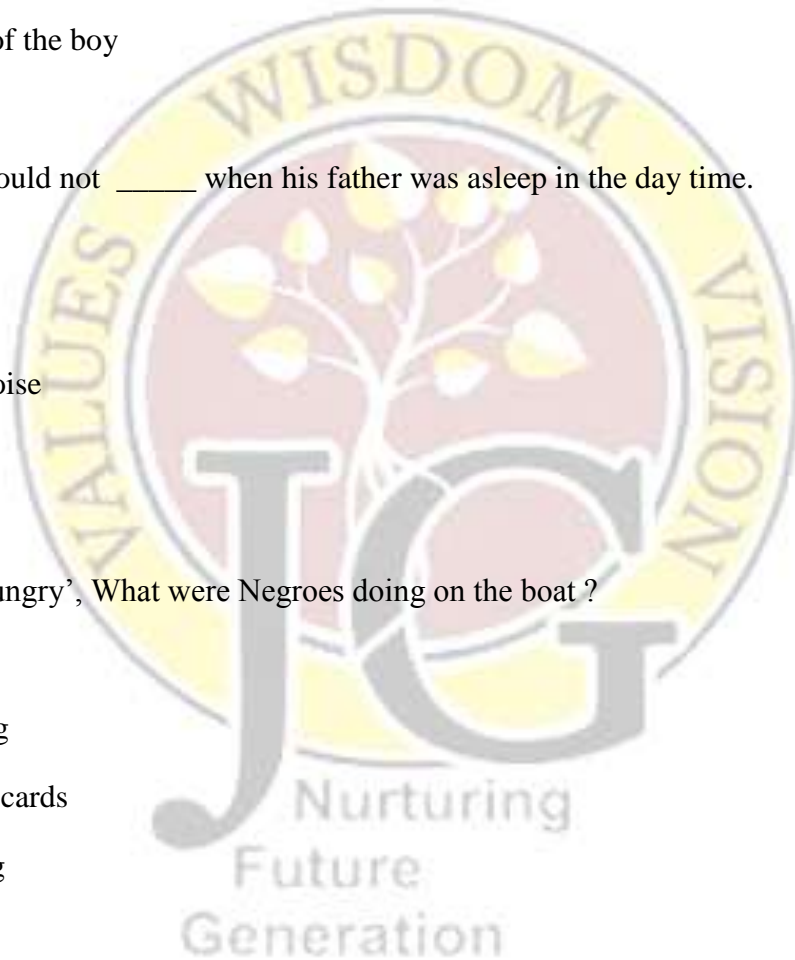 of the boy
ould not _____ when his father was asleep in the day time.
oise
ungry’, What were Negroes doing on the boat ?
g
cards
g
WISDOM
VALUES
VISION
JG
Nurturing
Future
Generation